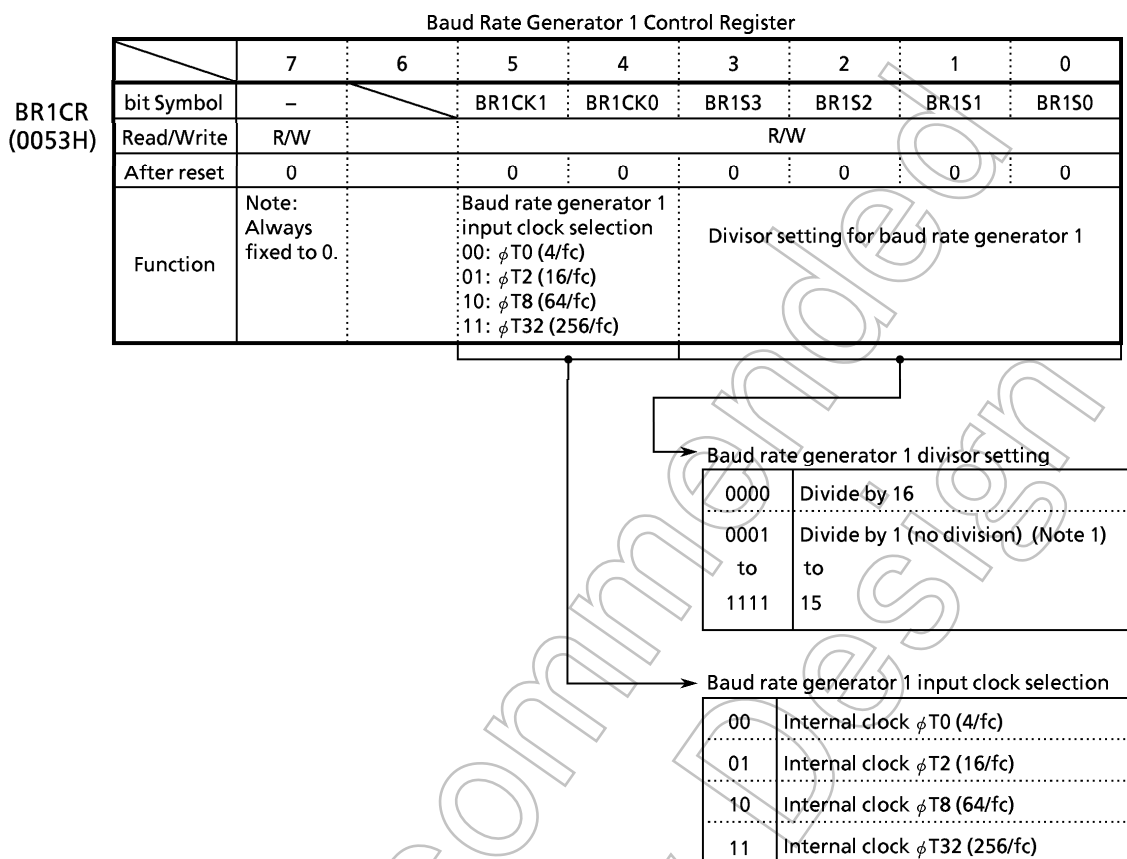 Baud Rate Generator 1 Control Register
7 6 5 4 3 2 1 0
BR1CR
(0053H)
bit Symbol – BR1CK1 BR1CK0 BR1S3 BR1S2 BR1S1 BR1S0
Read/Write R/W R/W
After reset 0 0 0 0 0 0 0
Function
Note:
Always
fixed to 0.
Baud rate generator 1
input clock selection
00: ϕT0 (4/fc)
01: ϕT2 (16/fc)
10: ϕT8 (64/fc)
11: ϕT32 (256/fc)
Divisor setting for baud rate generator 1
Baud rate generator 1 divisor setting
0000 Divide by 16
0001 Divide by 1 (no division) (Note 1)
to to
1111 15
Baud rate generator 1 input clock selection
00 Internal clock ϕT0 (4/fc)
01 Internal clock ϕT2 (16/fc)
10 Internal clock ϕT8 (64/fc)
11 Internal clock ϕT32 (256/fc)
ommended
Design